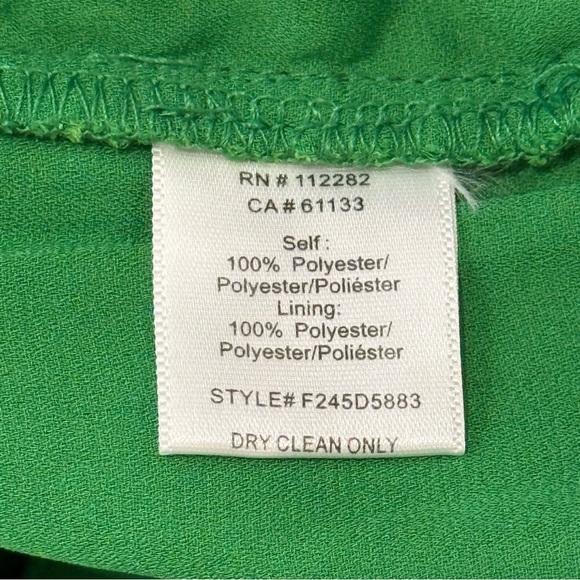 RN # 112282
CA # 61133
Self :
100% Polyester/
Polyester/Poliéster
Lining:
100% Polyester/
Polyester/Poliéster
STYLE# F245D5883
DRY CLEAN ONLY